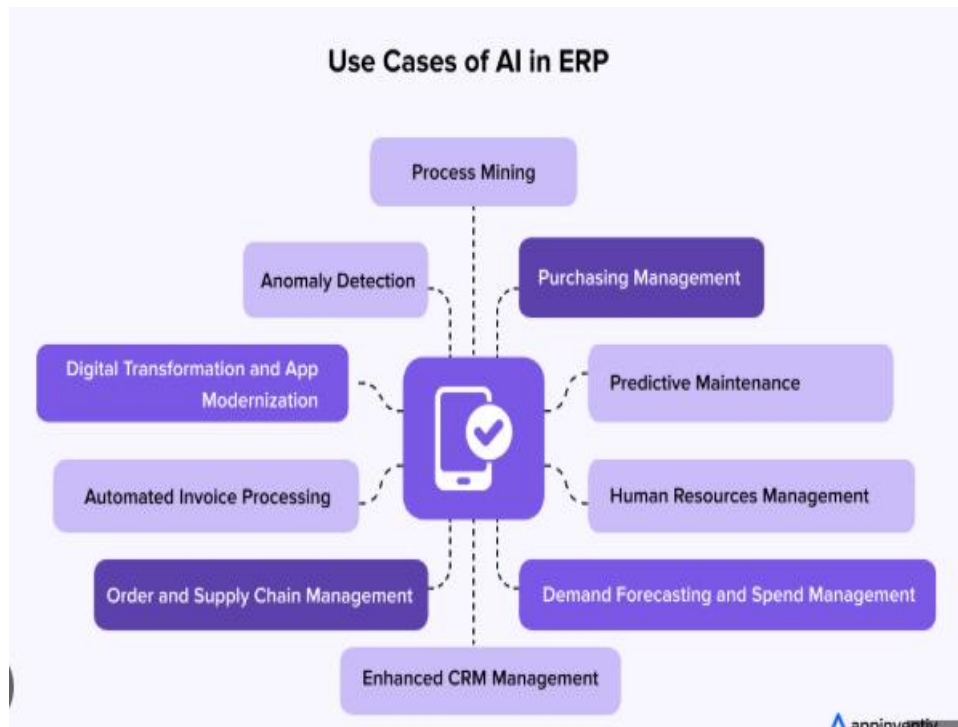 Use Cases of AI in ERP
Process Mining
Anomaly Detection
Purchasing Management
Digital Transformation and App
Modernization
Predictive Maintenance
Automated Invoice Processing
Human Resources Management
Order and Supply Chain Management
Demand Forecasting and Spend Management
Enhanced CRM Management